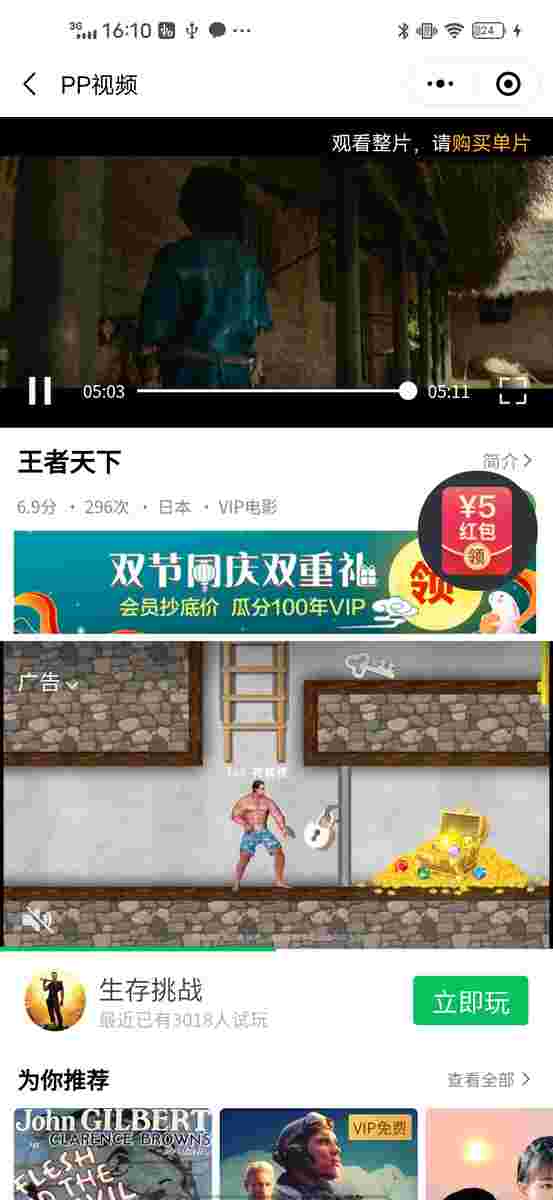 3G 16:10 24
PP视频
观看整片，请购买单片
05:03 05:11
王者天下 简介
6.9分 · 296次 · 日本 · VIP电影
¥5
红包
领
双节同庆双重礼
领
会员抄底价 瓜分100年VIP
广告
生存挑战
最近已有3018人试玩
立即玩
为你推荐 查看全部
John GILBERT
CLARENCE BROWN'S
FLESH
VIP免费